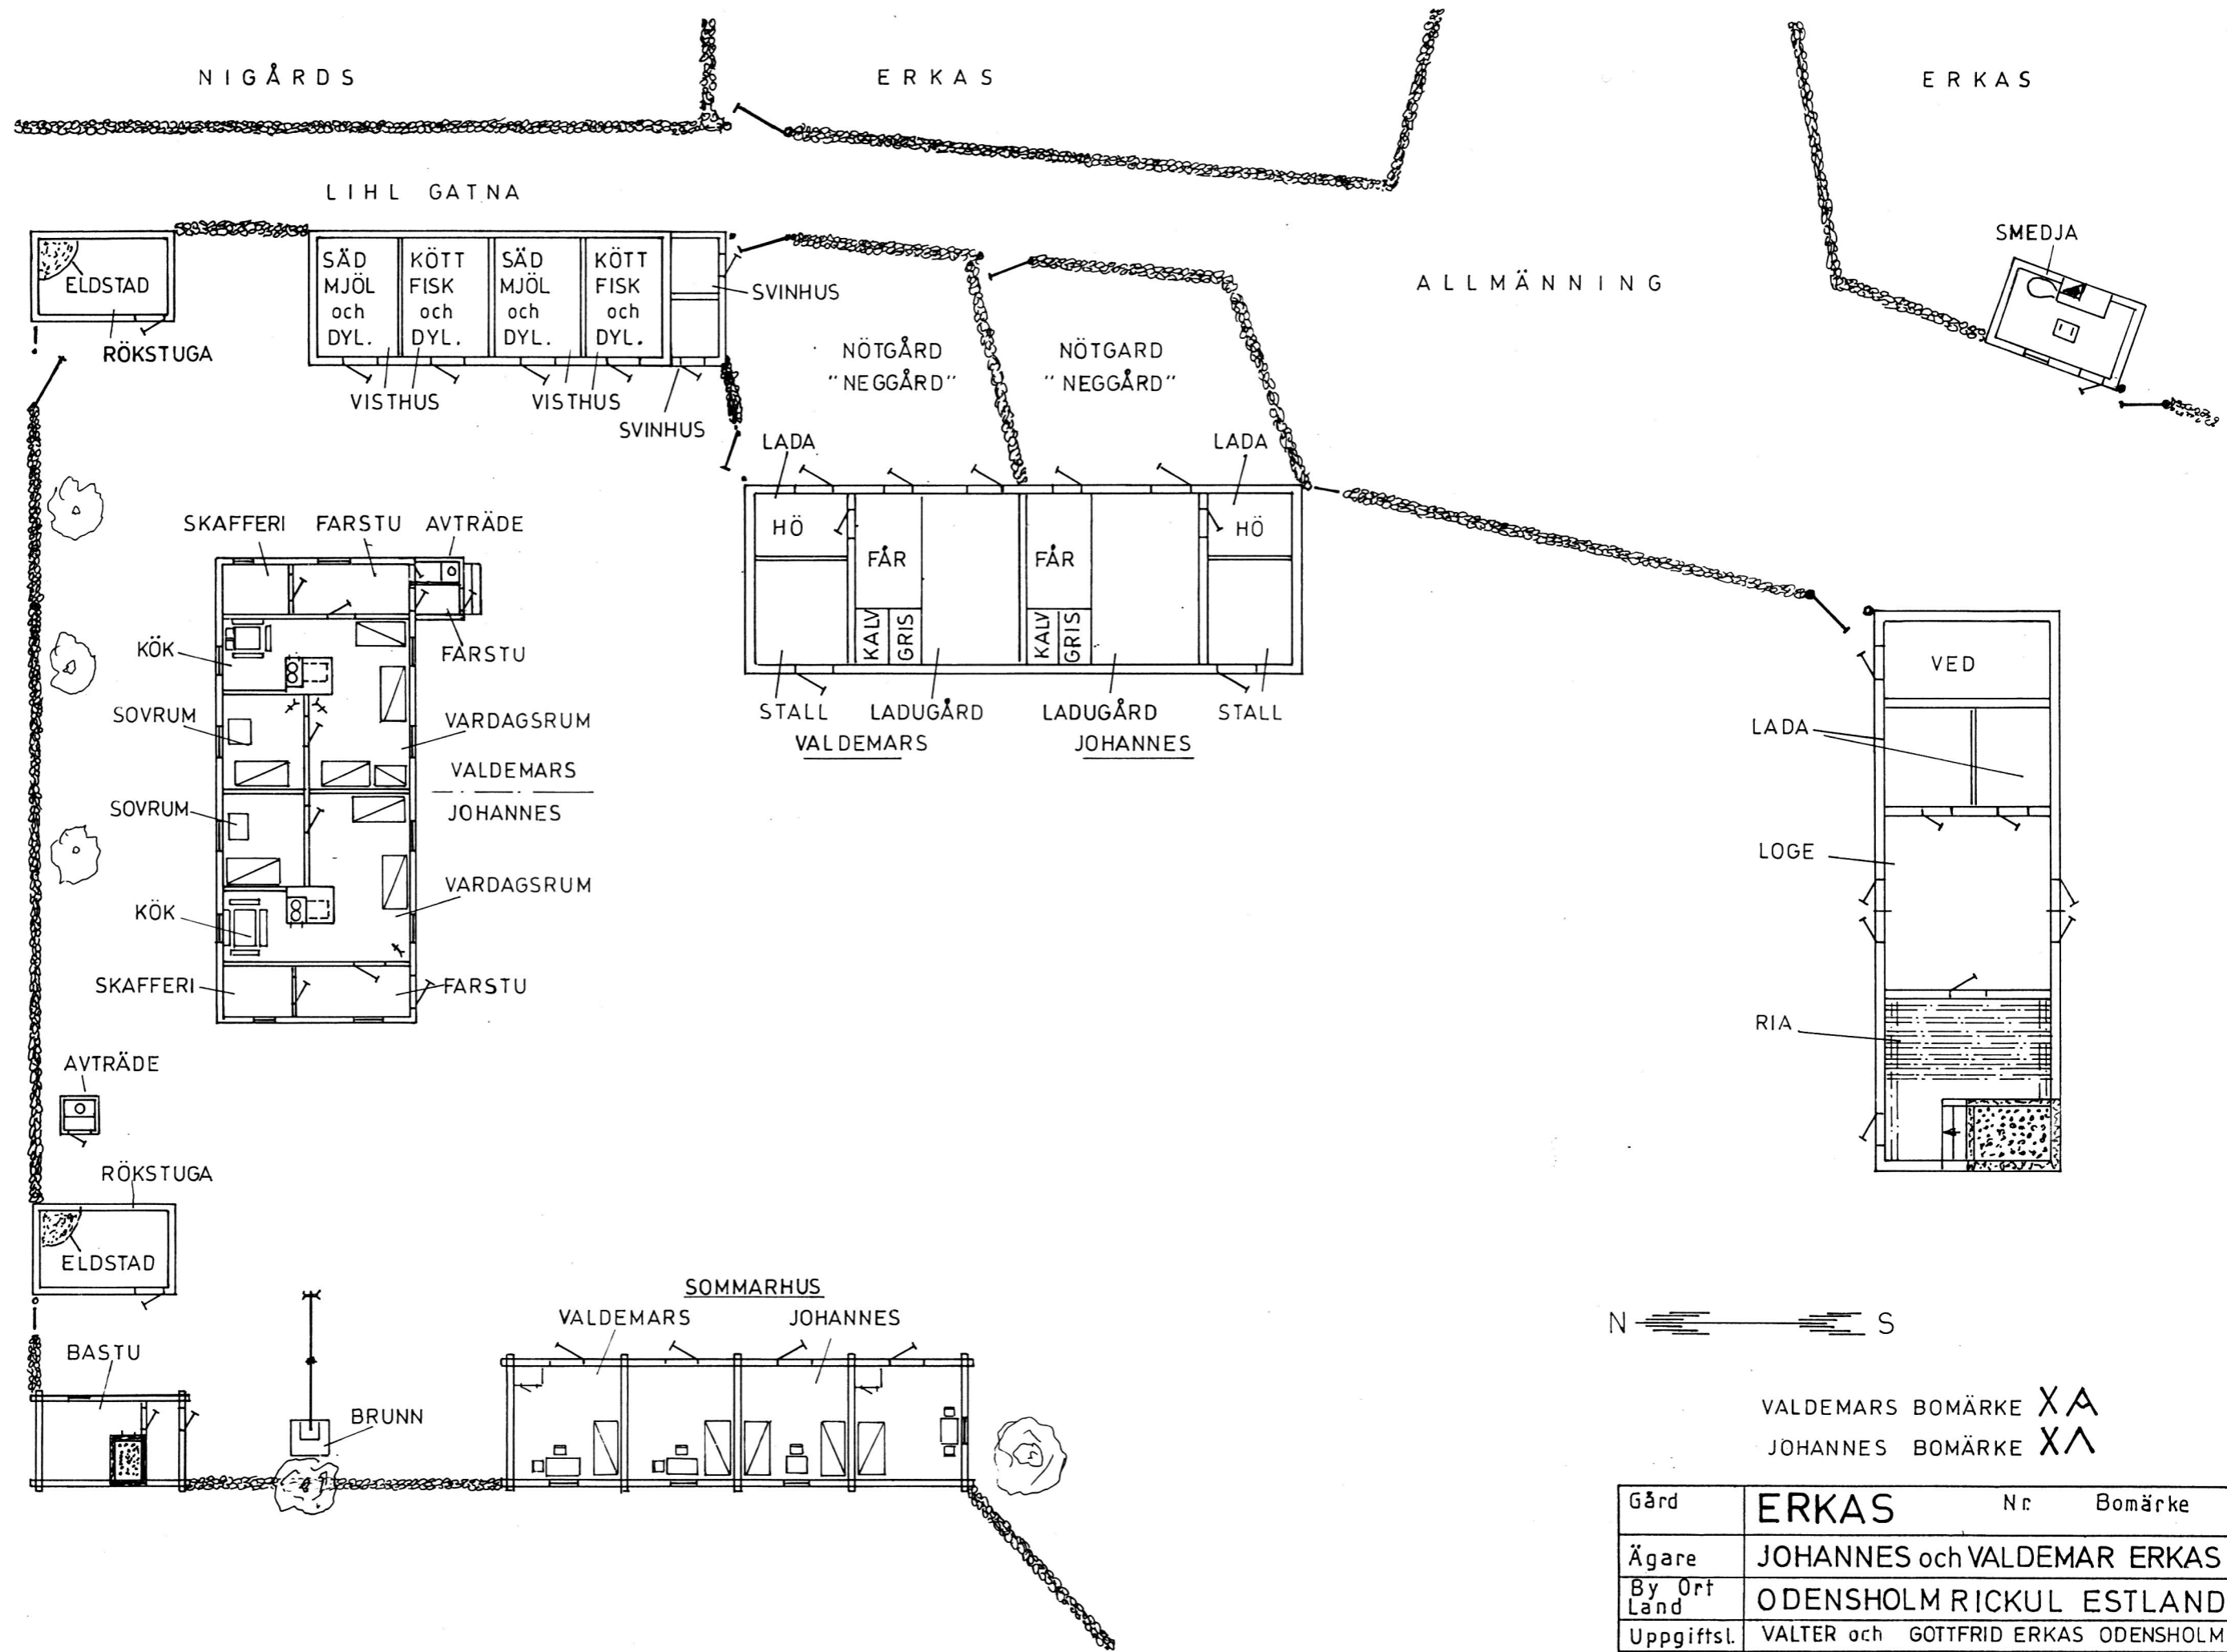 NIGÅRDS
ERKAS
ERKAS
LIHL GATNA
ELDSTAD
RÖKSTUGA
SÄD
MJÖL
och
DYL.
KÖTT
FISK
och
DYL.
SÄD
MJÖL
och
DYL.
KÖTT
FISK
och
DYL.
SVINHUS
VISTHUS
VISTHUS
SVINHUS
NÖTGÅRD
"NEGGÅRD"
NÖTGARD
"NEGGÅRD"
ALLMÄNNING
SMEDJA
LADA
LADA
HÖ
FÅR
KALV
GRIS
FÅR
KALV
GRIS
HÖ
STALL
LADUGÅRD
LADUGÅRD
STALL
VALDEMARS
JOHANNES
SKAFFERI
FARSTU
AVTRÄDE
KÖK
FARSTU
SOVRUM
VARDAGSRUM
VALDEMARS
SOVRUM
JOHANNES
VARDAGSRUM
KÖK
SKAFFERI
FARSTU
VED
LADA
LOGE
RIA
AVTRÄDE
RÖKSTUGA
ELDSTAD
BASTU
BRUNN
SOMMARHUS
VALDEMARS
JOHANNES
N S
VALDEMARS BOMÄRKE
JOHANNES BOMÄRKE
Gård ERKAS Nr. Bomärke
Ägare JOHANNES och VALDEMAR ERKAS
By Ort
Land ODENSHOLM RICKUL ESTLAND
Uppgiftsl. VALTER och GOTTFRID ERKAS ODENSHOLM